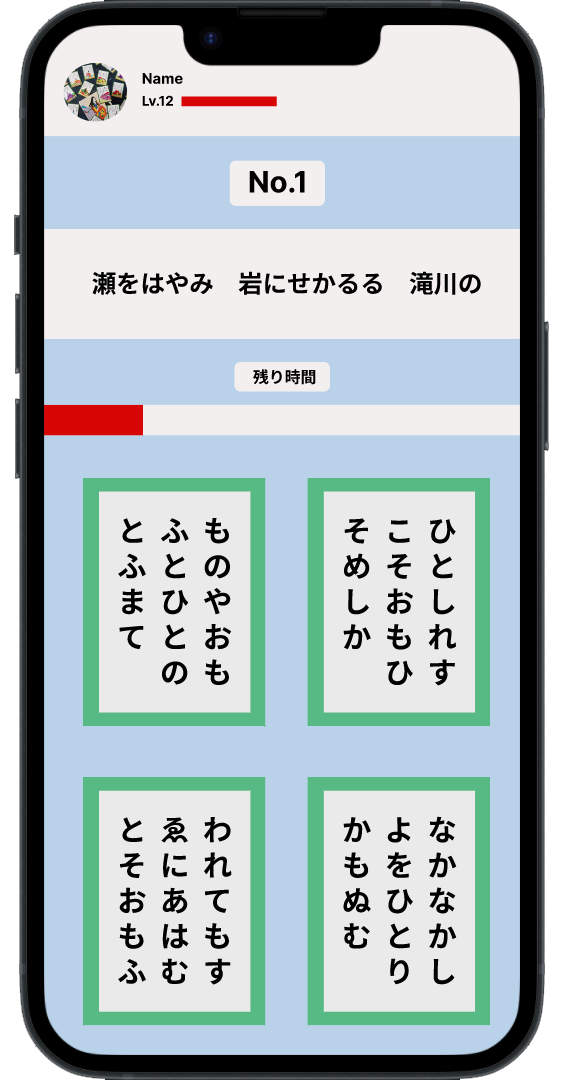 Name
Lv.12
No.1
瀬をはやみ　岩にせかるる　滝川の
残り時間
ものやおも
ふとひとの
とふまて
ひとしれす
こそおもひ
そめしか
われてもす
ゑにあはむ
とそおもふ
なかなかし
よをひとり
かもぬむ